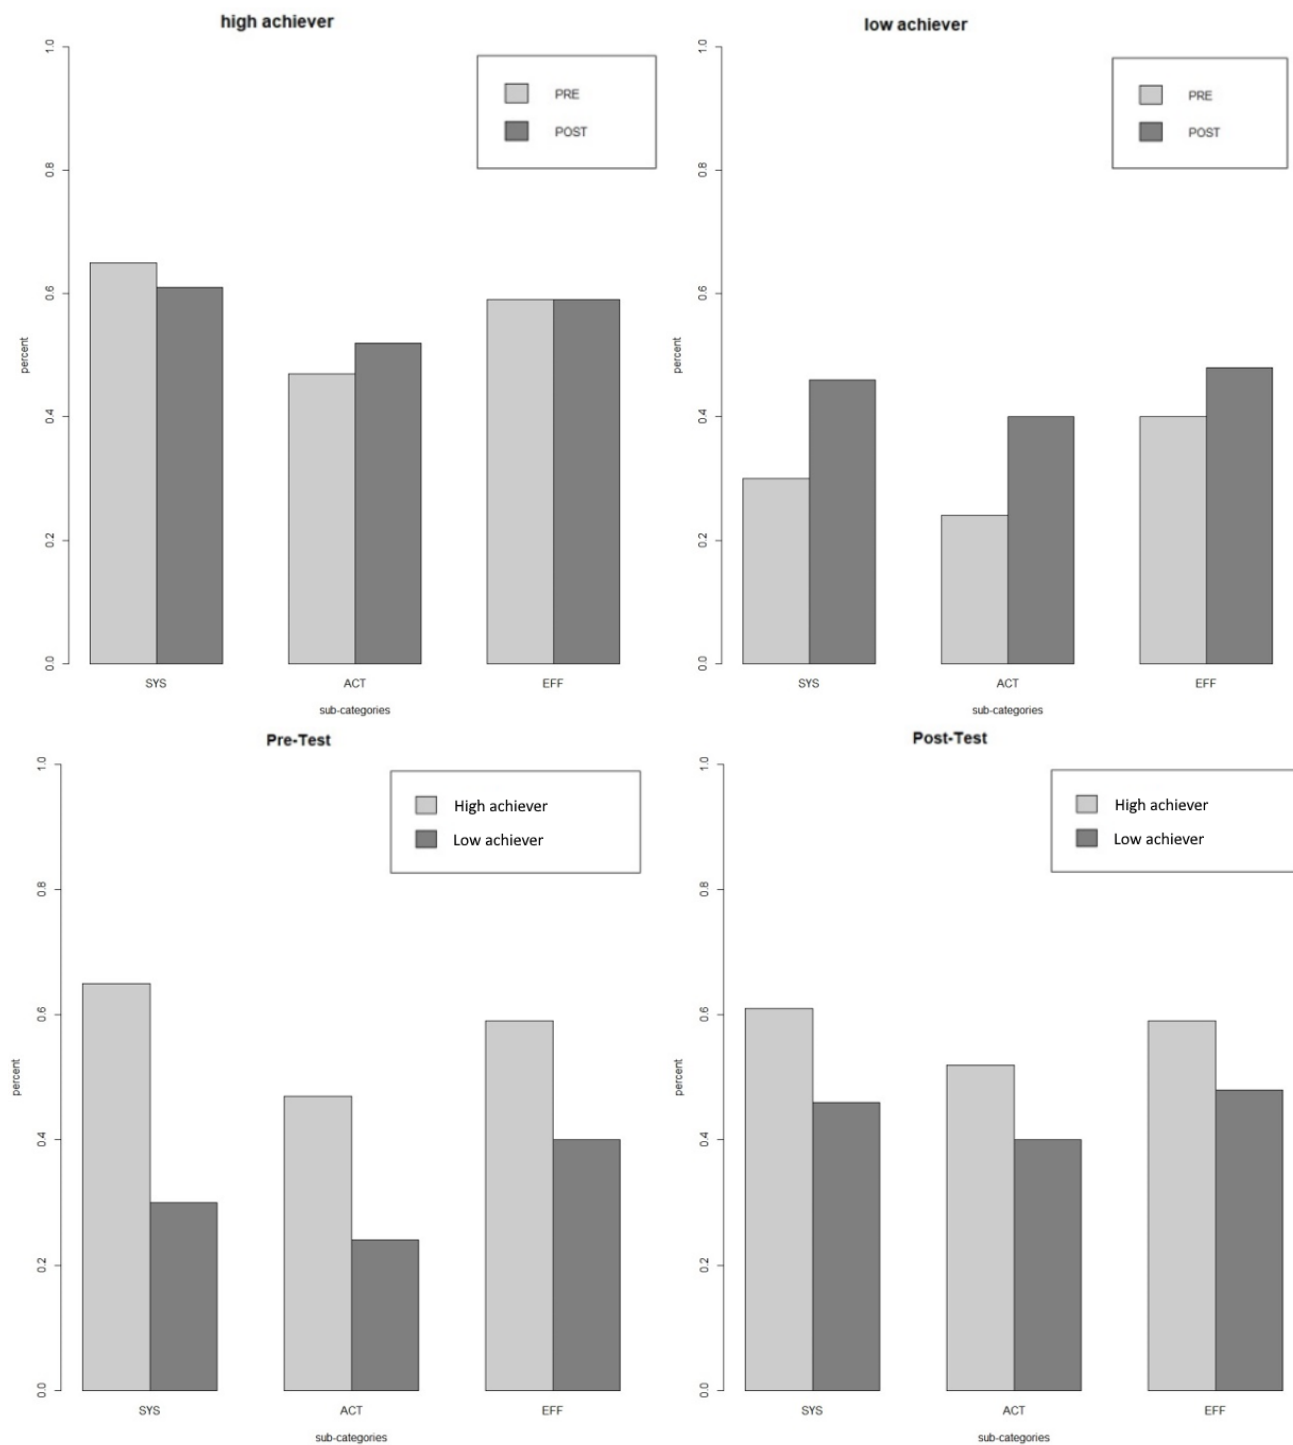 high achiever
1.0
0.8
0.6
0.4
0.2
0.0
percent
PRE
POST
SYS
ACT
EFF
sub-categories
low achiever
1.0
0.8
0.6
0.4
0.2
0.0
percent
PRE
POST
SYS
ACT
EFF
sub-categories
Pre-Test
1.0
0.8
0.6
0.4
0.2
0.0
percent
High achiever
Low achiever
SYS
ACT
EFF
sub-categories
Post-Test
1.0
0.8
0.6
0.4
0.2
0.0
percent
High achiever
Low achiever
SYS
ACT
EFF
sub-categories